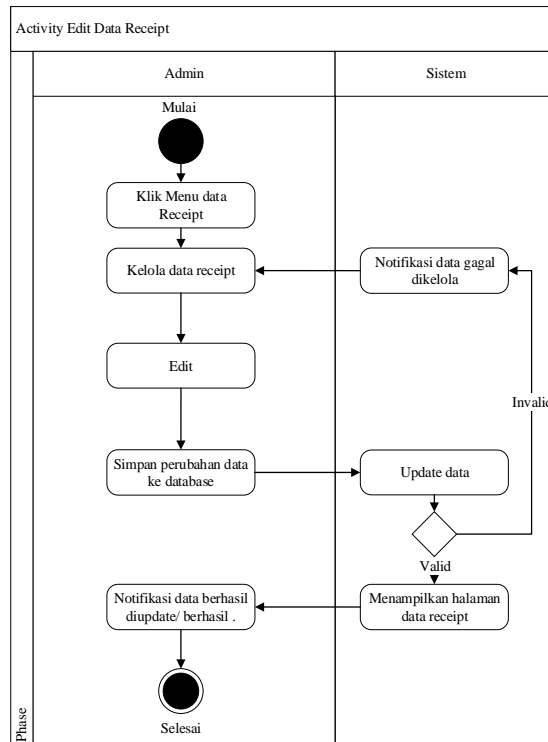 Activity Edit Data Receipt
Admin
Sistem
Mulai
Klik Menu data
Receipt
Kelola data receipt
Notifikasi data gagal
dikelola
Edit
Invalid
Simpan perubahan data
ke database
Update data
Valid
Notifikasi data berhasil
diupdate/ berhasil .
Menampilkan halaman
data receipt
Selesai
Phase